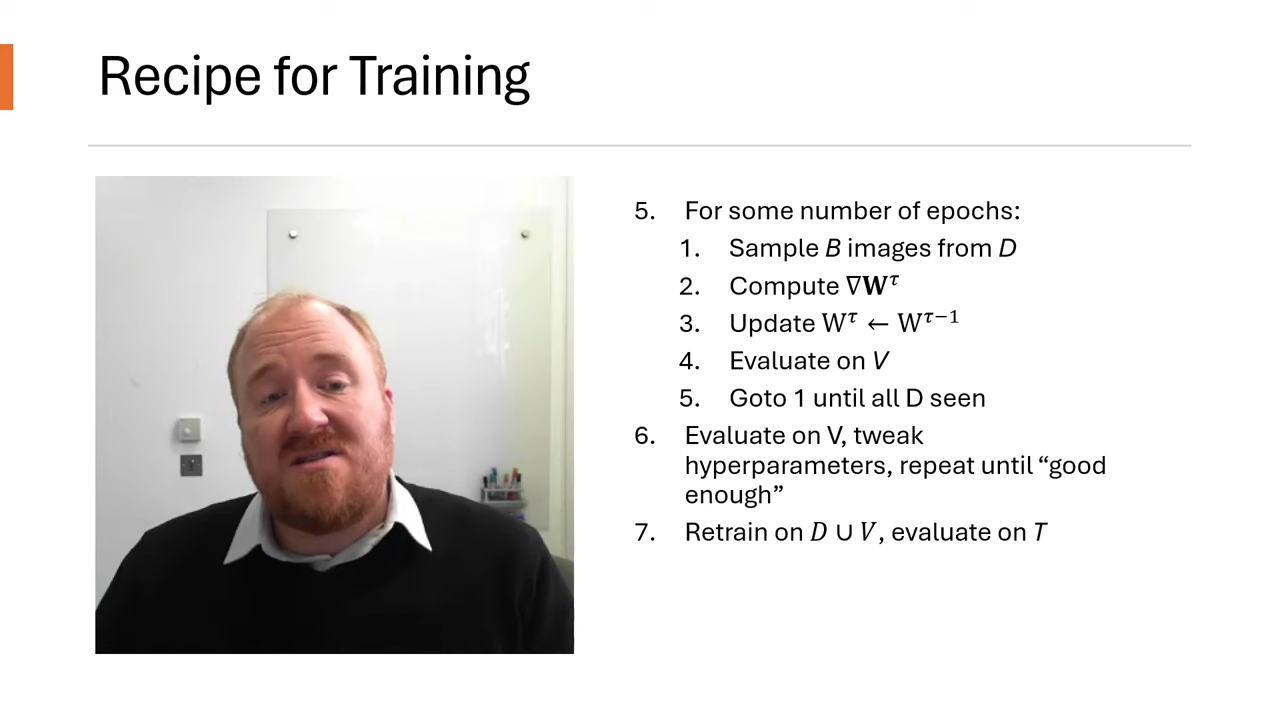 Recipe for Training
5. For some number of epochs:
1. Sample B images from D
2. Compute ∇𝐖^τ
3. Update W^τ ← W^{τ−1}
4. Evaluate on V
5. Goto 1 until all D seen
6. Evaluate on V, tweak
hyperparameters, repeat until “good
enough”
7. Retrain on D ∪ V, evaluate on T